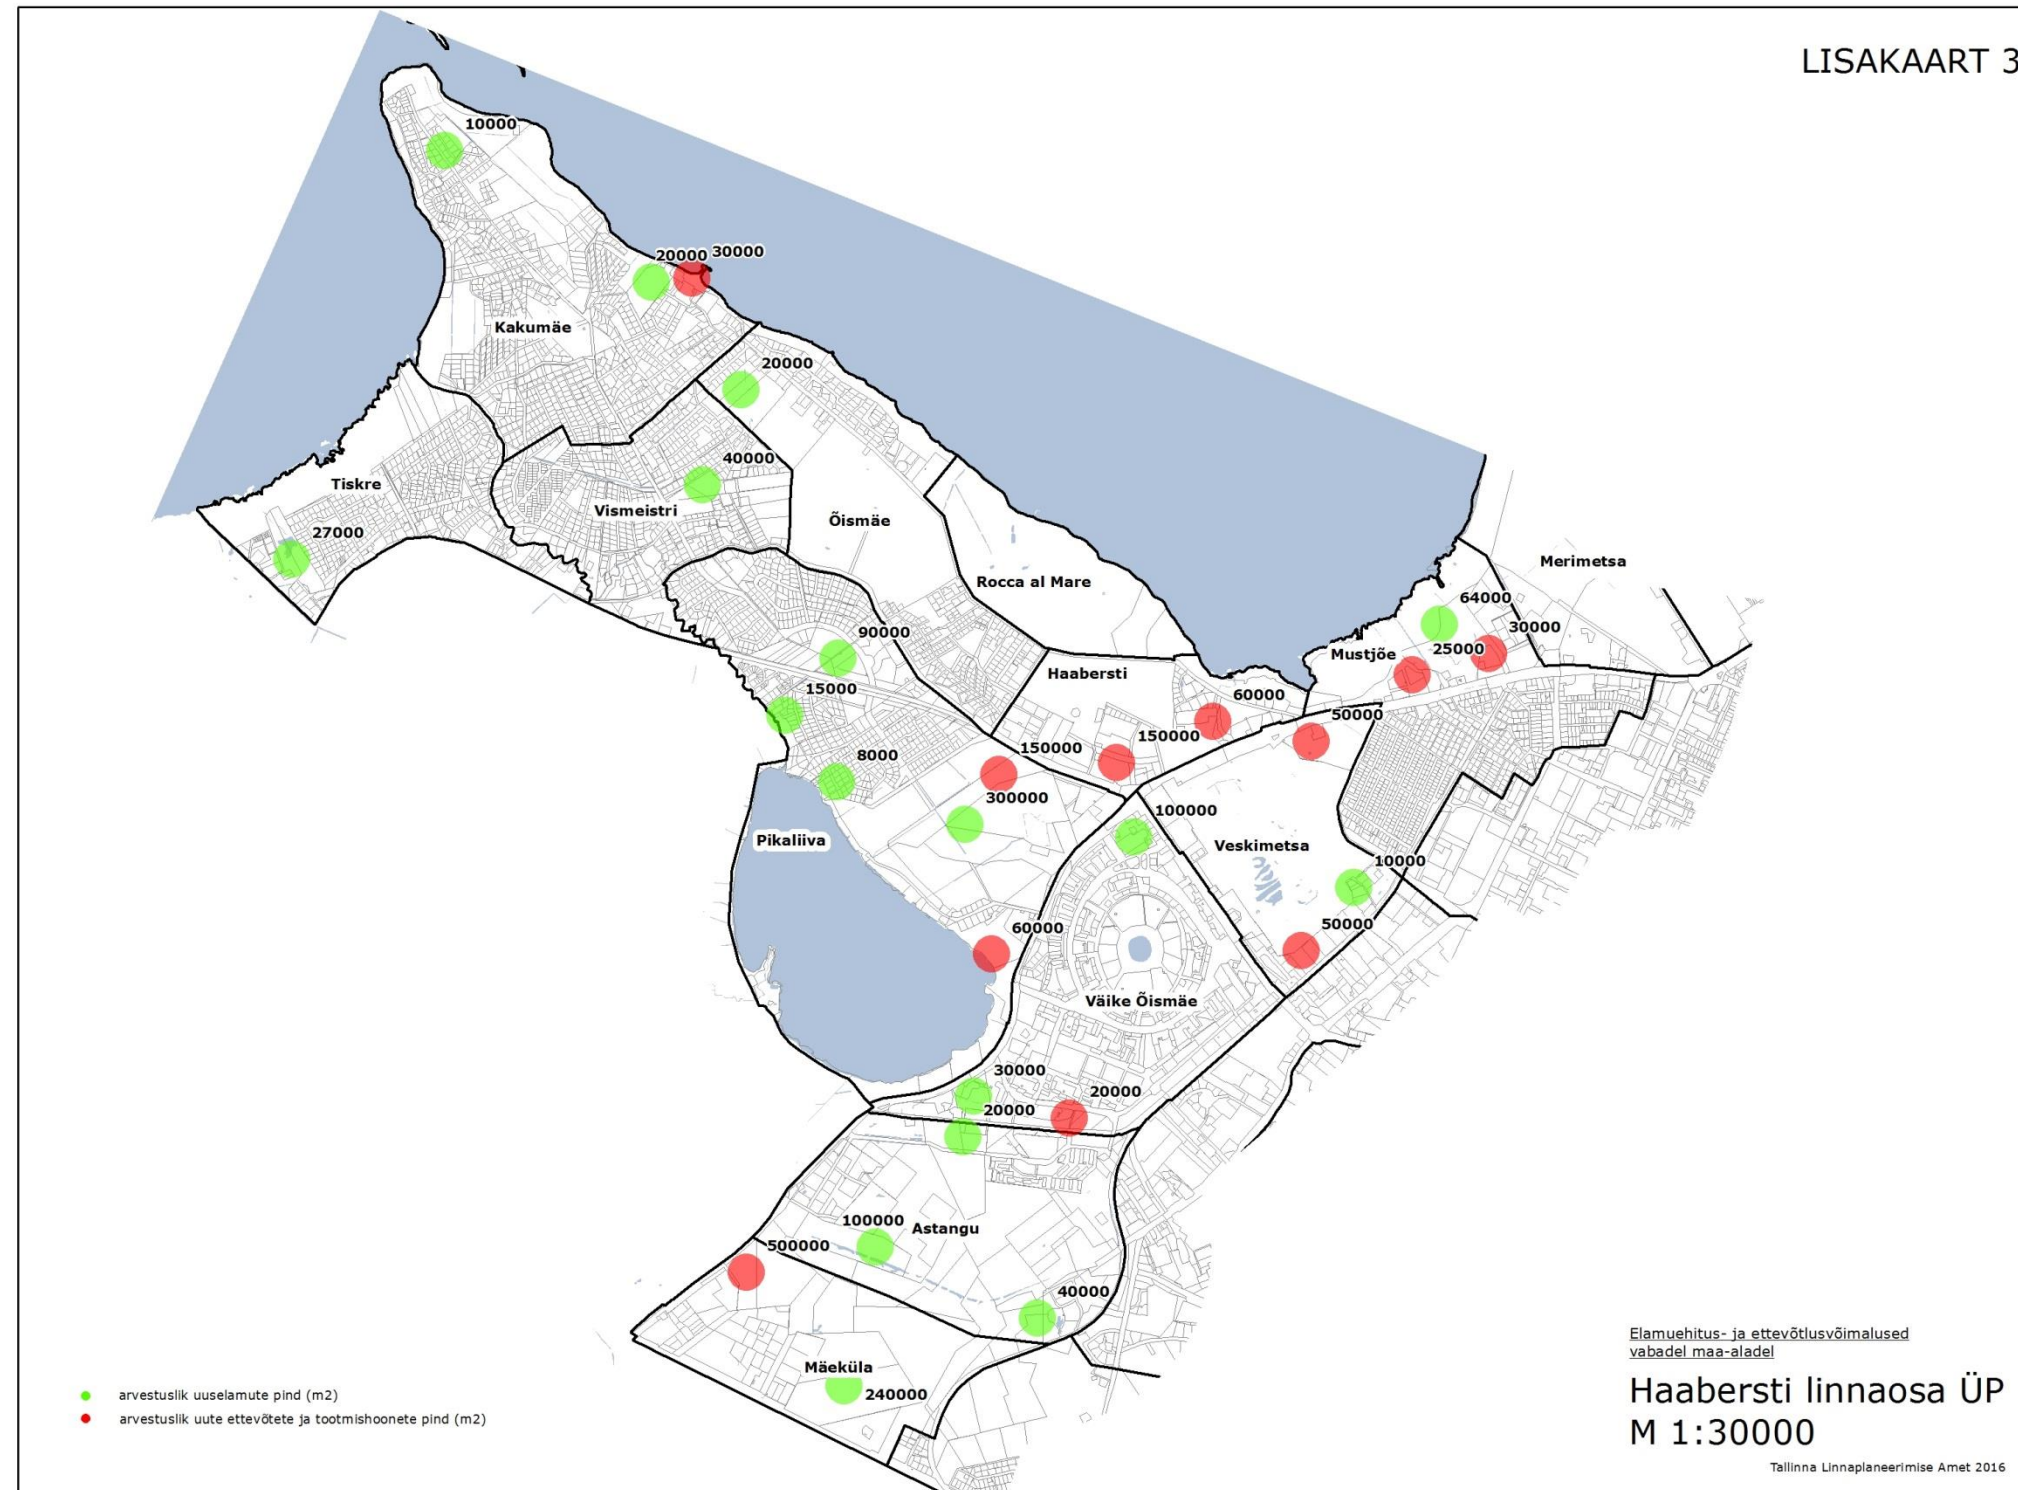 LISAKAART 3
10000
20000
30000
Kakumäe
20000
40000
Tiskre
Vismeistri
Õismäe
27000
Merimetsa
Rocca al Mare
64000
30000
90000
Mustjõe
25000
Haabersti
15000
60000
50000
150000
150000
8000
300000
100000
Pikaliiva
Veskimetsa
10000
50000
60000
Väike Õismäe
30000
20000
20000
100000
Astangu
500000
40000
Mäeküla
240000
arvestuslik uuselamute pind (m2)
arvestuslik uute ettevõtete ja tootmishoonete pind (m2)
Elamuehitus- ja ettevõtlusvõimalused
vabadel maa-aladel
Haabersti linnaosa ÜP
M 1:30000
Tallinna Linnaplaneerimise Amet 2016